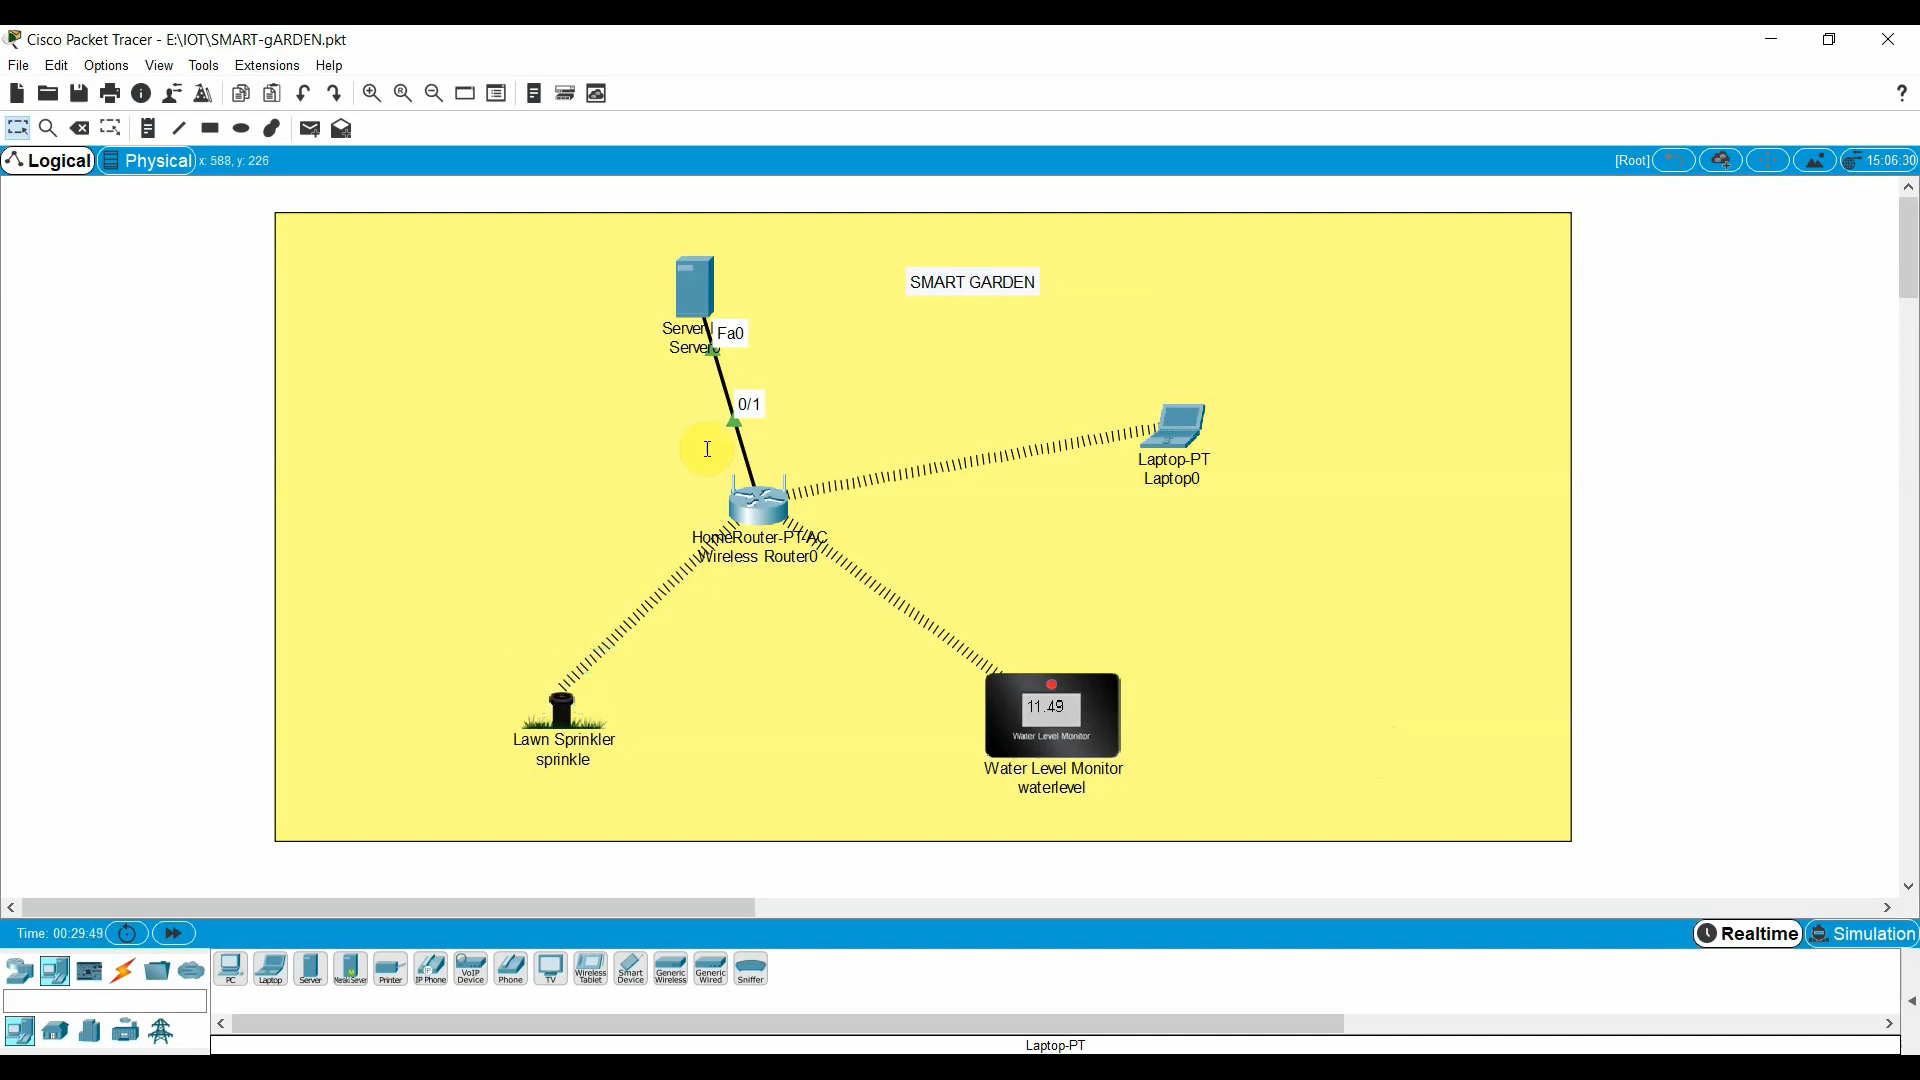 Cisco Packet Tracer - E:\IOT\SMART-gARDEN.pkt
File Edit Options View Tools Extensions Help
?
Logical Physical x: 588, y: 226 [Root] 15:06:30
SMART GARDEN
Server
Fa0
Server0
0/1
Laptop-PT
Laptop0
HomeRouter-PT-AC
Wireless Router0
11.49
Water Level Monitor
Lawn Sprinkler
sprinkle
Water Level Monitor
waterlevel
Time: 00:29:49 Realtime Simulation
PC Laptop Server Meraki Server Printer IP Phone VoIP Device Phone TV Wireless Tablet Smart Device Generic Wireless Generic Wired Sniffer
Laptop-PT